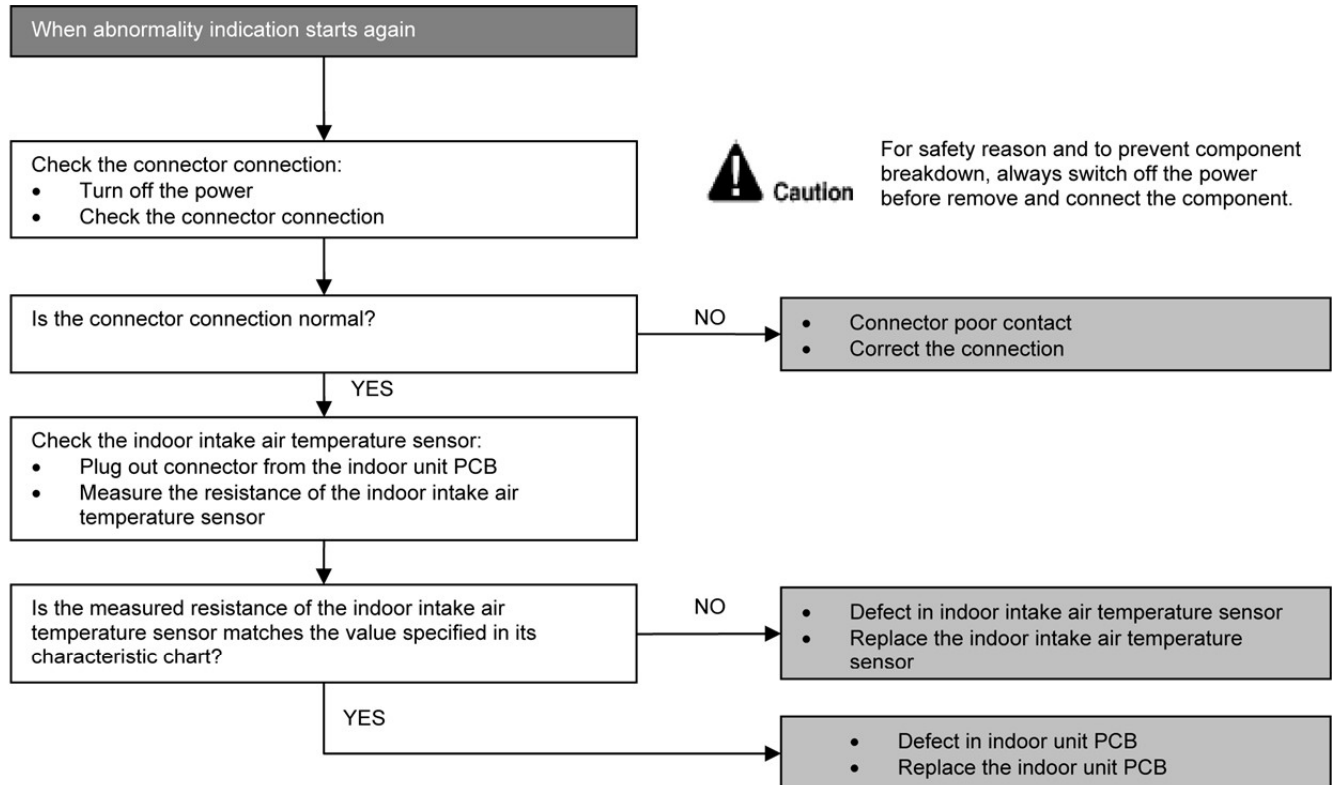 When abnormality indication starts again
Check the connector connection:
• Turn off the power
• Check the connector connection
Caution
For safety reason and to prevent component
breakdown, always switch off the power
before remove and connect the component.
Is the connector connection normal?
NO
• Connector poor contact
• Correct the connection
YES
Check the indoor intake air temperature sensor:
• Plug out connector from the indoor unit PCB
• Measure the resistance of the indoor intake air
temperature sensor
Is the measured resistance of the indoor intake air
temperature sensor matches the value specified in its
characteristic chart?
NO
• Defect in indoor intake air temperature sensor
• Replace the indoor intake air temperature
sensor
YES
• Defect in indoor unit PCB
• Replace the indoor unit PCB